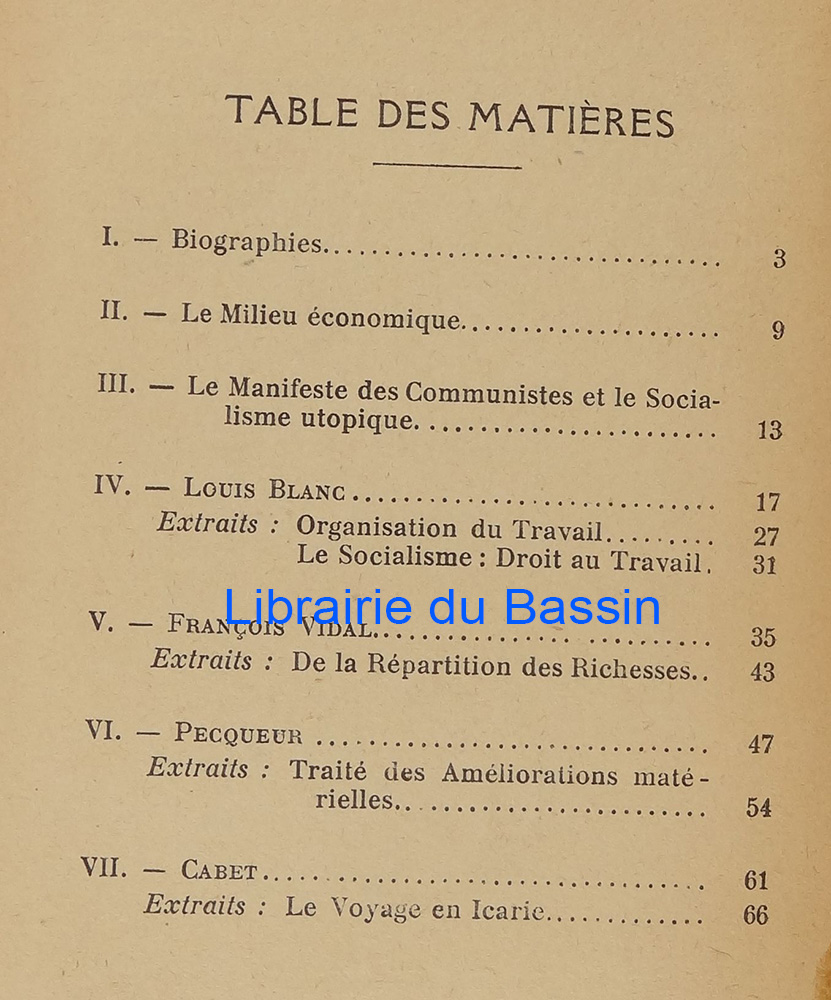 TABLE DES MATIÈRES
I. — Biographies................................. 3
II. — Le Milieu économique...................... 9
III. — Le Manifeste des Communistes et le Socia-
lisme utopique. ........................ 13
IV. — LOUIS BLANC ............................... 17
Extraits : Organisation du Travail......... 27
Le Socialisme : Droit au Travail. 31
Librairie du Bassin
V. — FRANÇOIS VIDAL............................ 35
Extraits : De la Répartition des Richesses.. 43
VI. — PECQUEUR ................................. 47
Extraits : Traité des Améliorations maté-
rielles......................... 54
VII. — CABET..................................... 61
Extraits : Le Voyage en Icarie............. 66